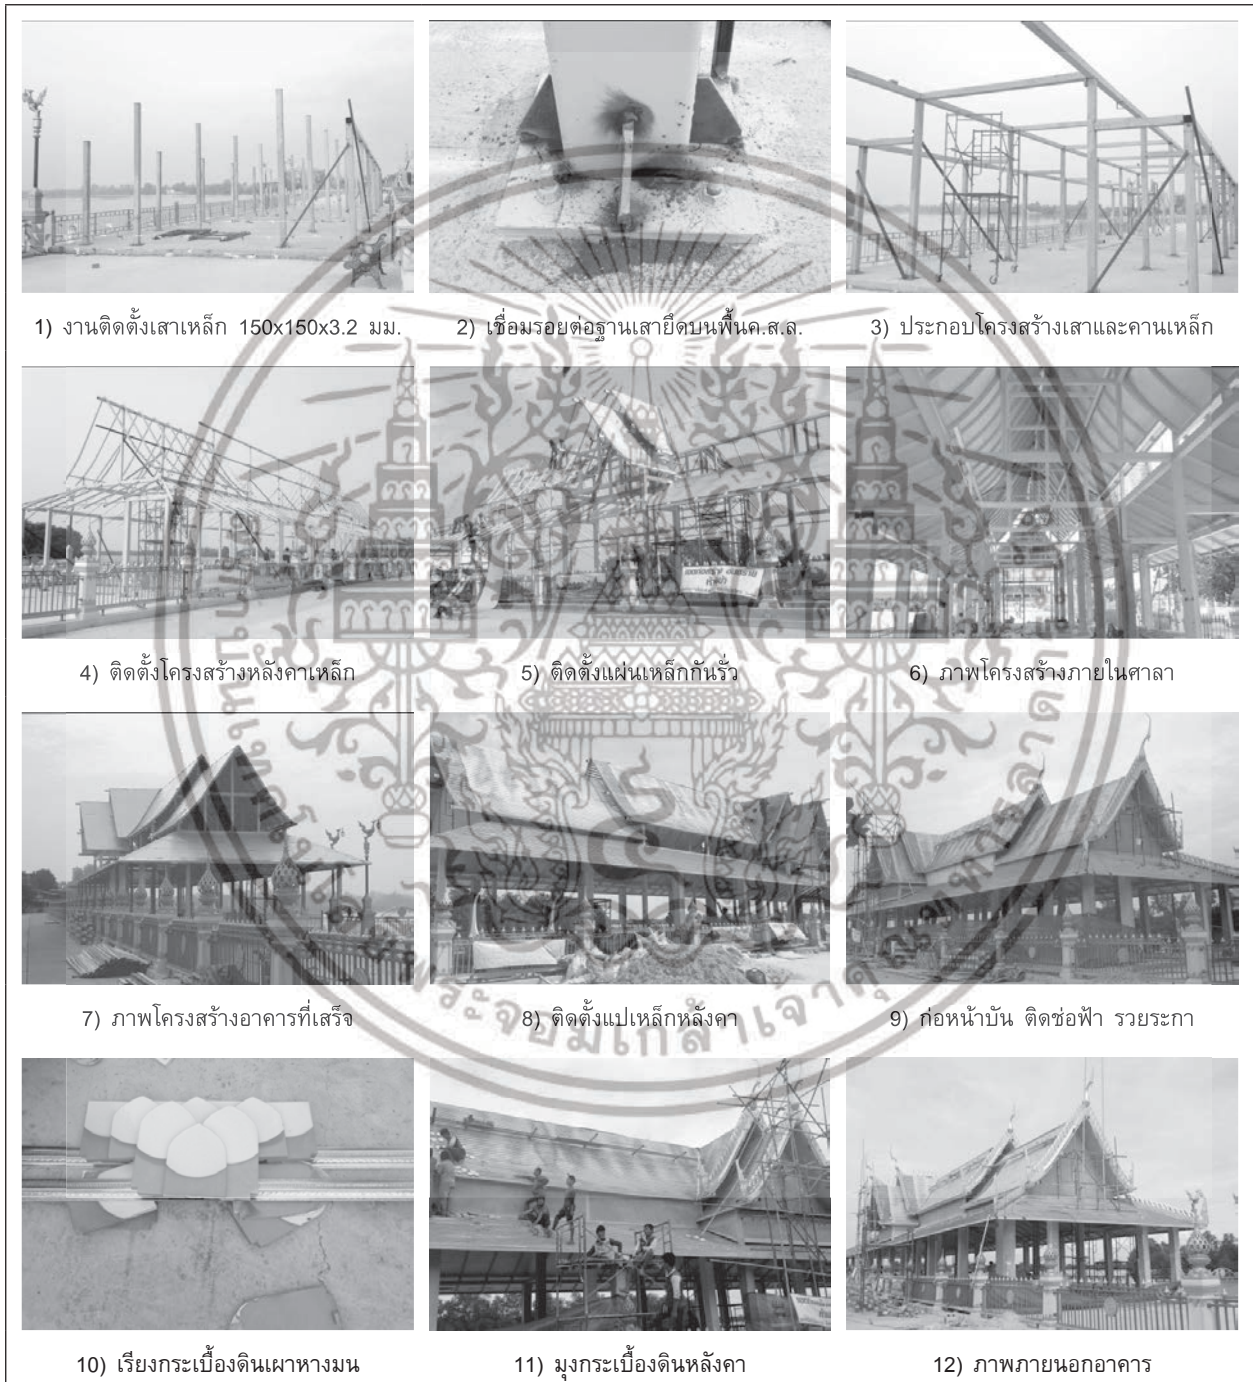 1) งานติดตั้งเสาเหล็ก 150x150x3.2 มม.
2) เชื่อมรอยต่อฐานเสายึดบนพื้นค.ส.ล.
3) ประกอบโครงสร้างเสาและคานเหล็ก
4) ติดตั้งโครงสร้างหลังคาเหล็ก
5) ติดตั้งแผ่นเหล็กกันรั่ว
6) ภาพโครงสร้างภายในศาลา
7) ภาพโครงสร้างอาคารที่เสร็จ
8) ติดตั้งแปเหล็กหลังคา
9) ก่อหน้าบัน ติดช่อฟ้า รวยระกา
10) เรียงกระเบื้องดินเผาหางมน
11) มุงกระเบื้องดินหลังคา
12) ภาพภายนอกอาคาร